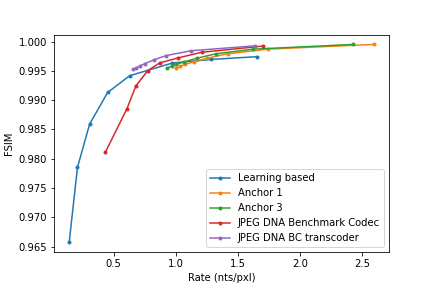 1.000
0.995
0.990
0.985
0.980
0.975
0.970
0.965
FSIM
0.5
1.0
1.5
2.0
2.5
Rate (nts/pxl)
Learning based
Anchor 1
Anchor 3
JPEG DNA Benchmark Codec
JPEG DNA BC transcoder